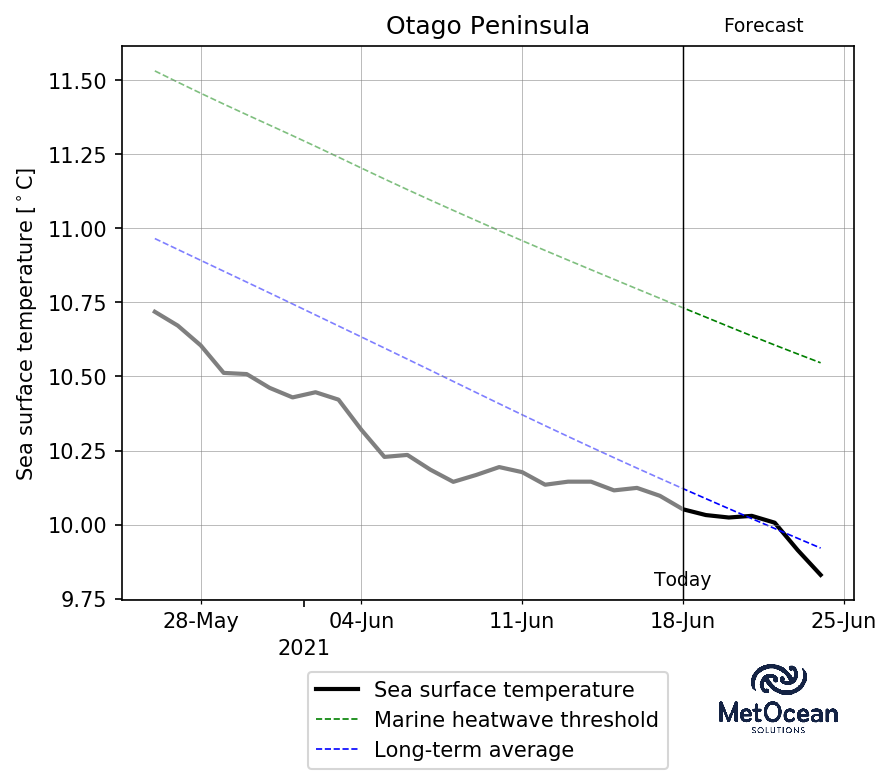 Otago Peninsula
Forecast
Sea surface temperature [°C]
11.50
11.25
11.00
10.75
10.50
10.25
10.00
9.75
Today
28-May
04-Jun
11-Jun
18-Jun
25-Jun
2021
Sea surface temperature
Marine heatwave threshold
Long-term average
MetOcean
SOLUTIONS